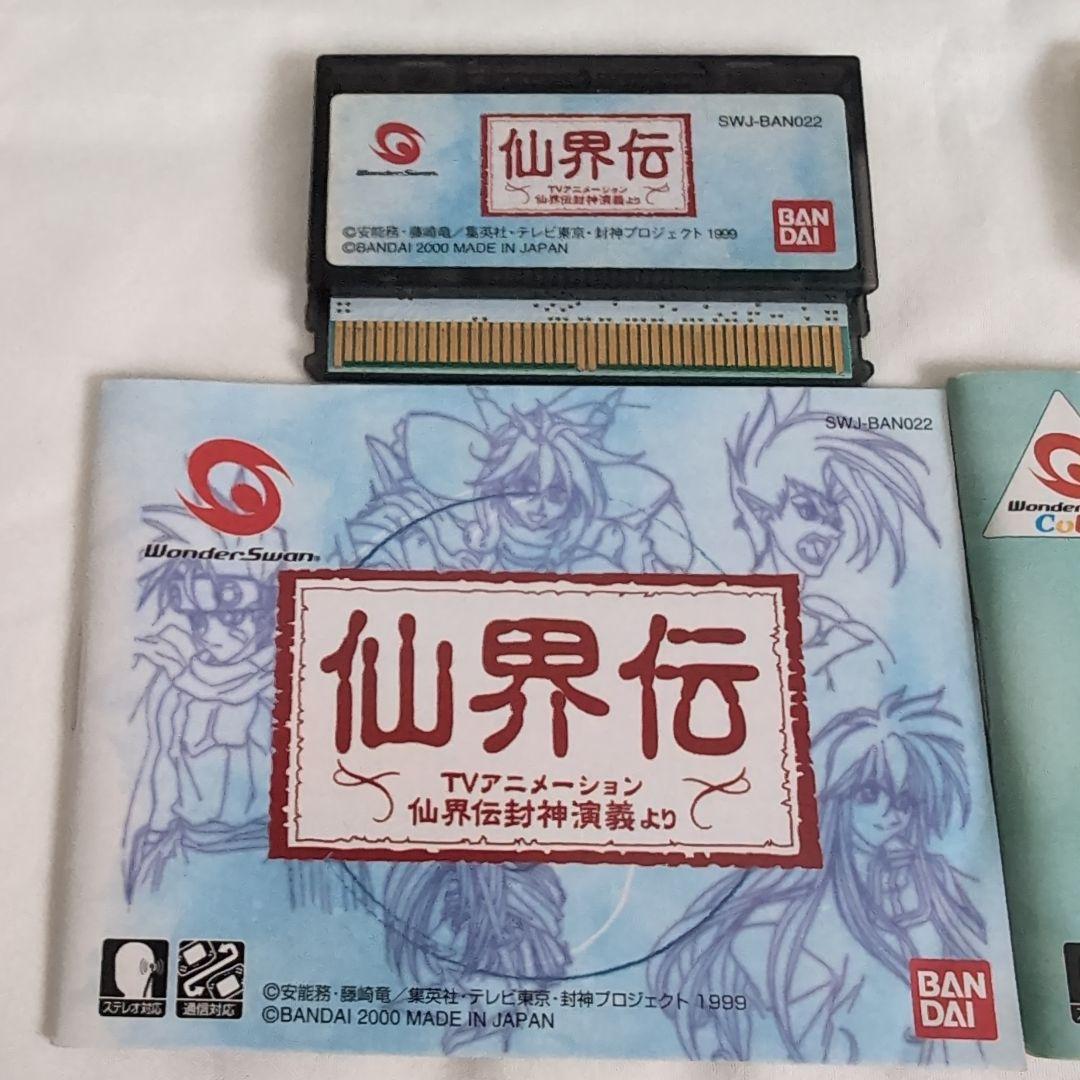 SWJ-BAN022
WonderSwan
仙界伝
TVアニメーション
仙界伝封神演義より
BAN
DAI
©安能務・藤崎竜／集英社・テレビ東京・封神プロジェクト 1999
©BANDAI 2000 MADE IN JAPAN
SWJ-BAN022
WonderSwan
仙界伝
TVアニメーション
仙界伝封神演義より
ステレオ対応
通信対応
©安能務・藤崎竜／集英社・テレビ東京・封神プロジェクト 1999
©BANDAI 2000 MADE IN JAPAN
BAN
DAI
Wonder
Co